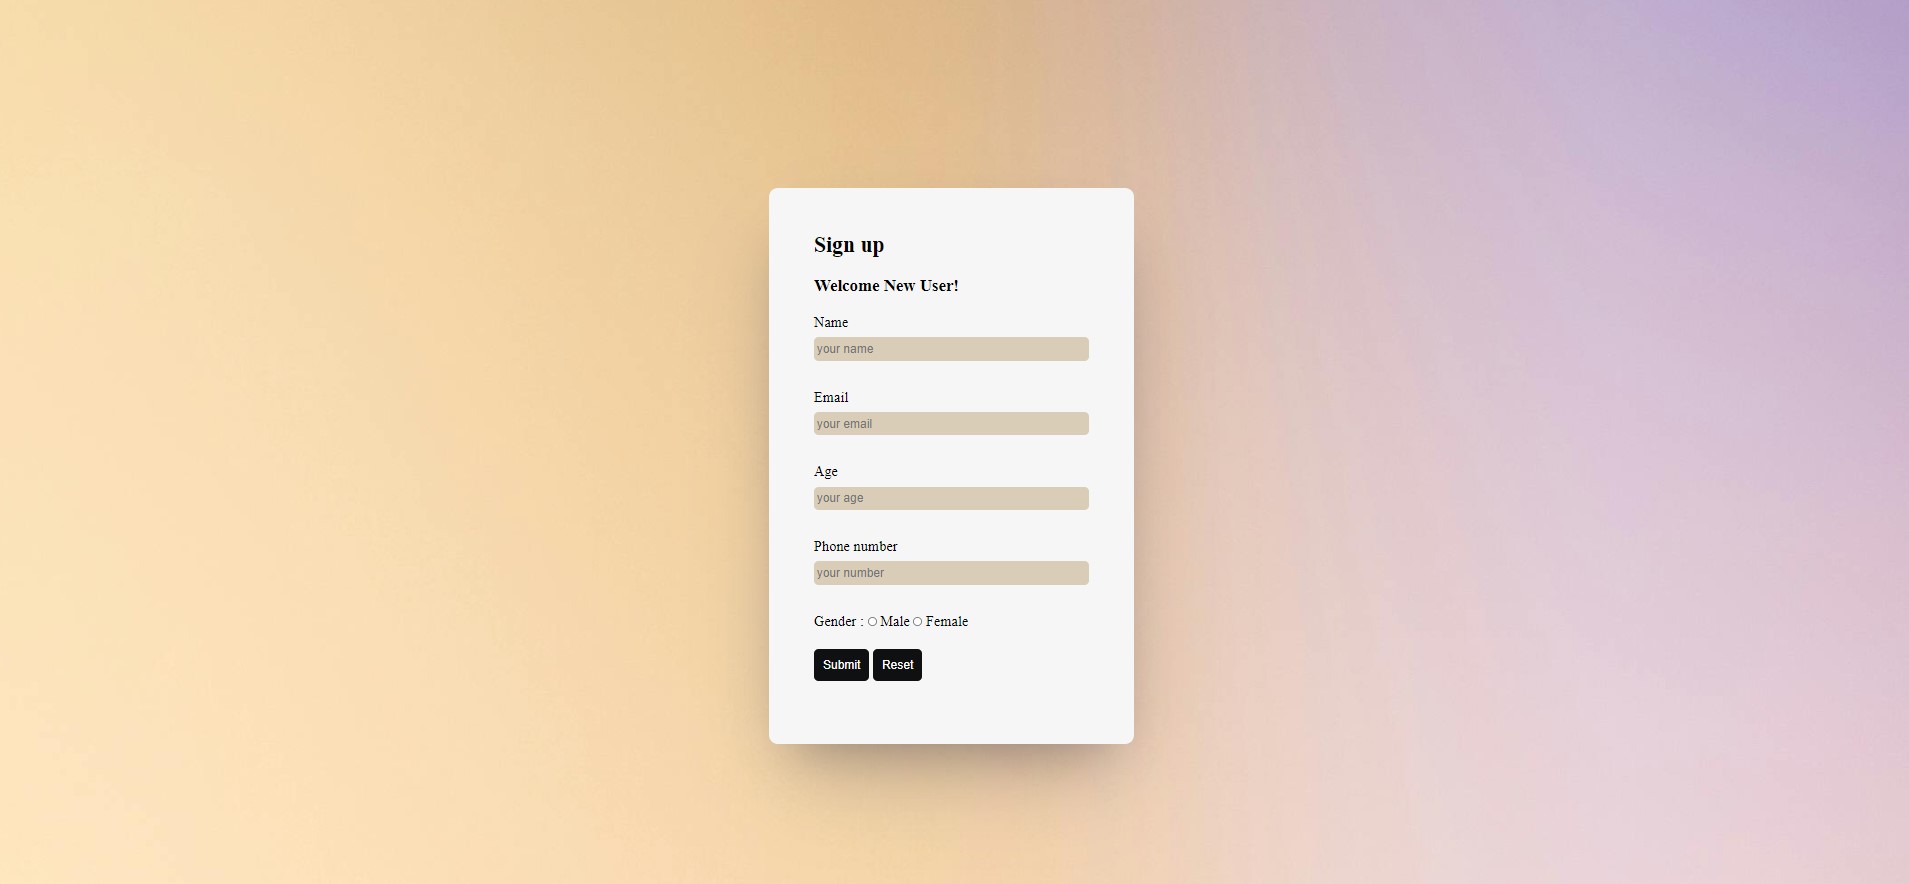 Sign up
Welcome New User!
Name
your name
Email
your email
Age
your age
Phone number
your number
Gender : Male Female
Submit Reset